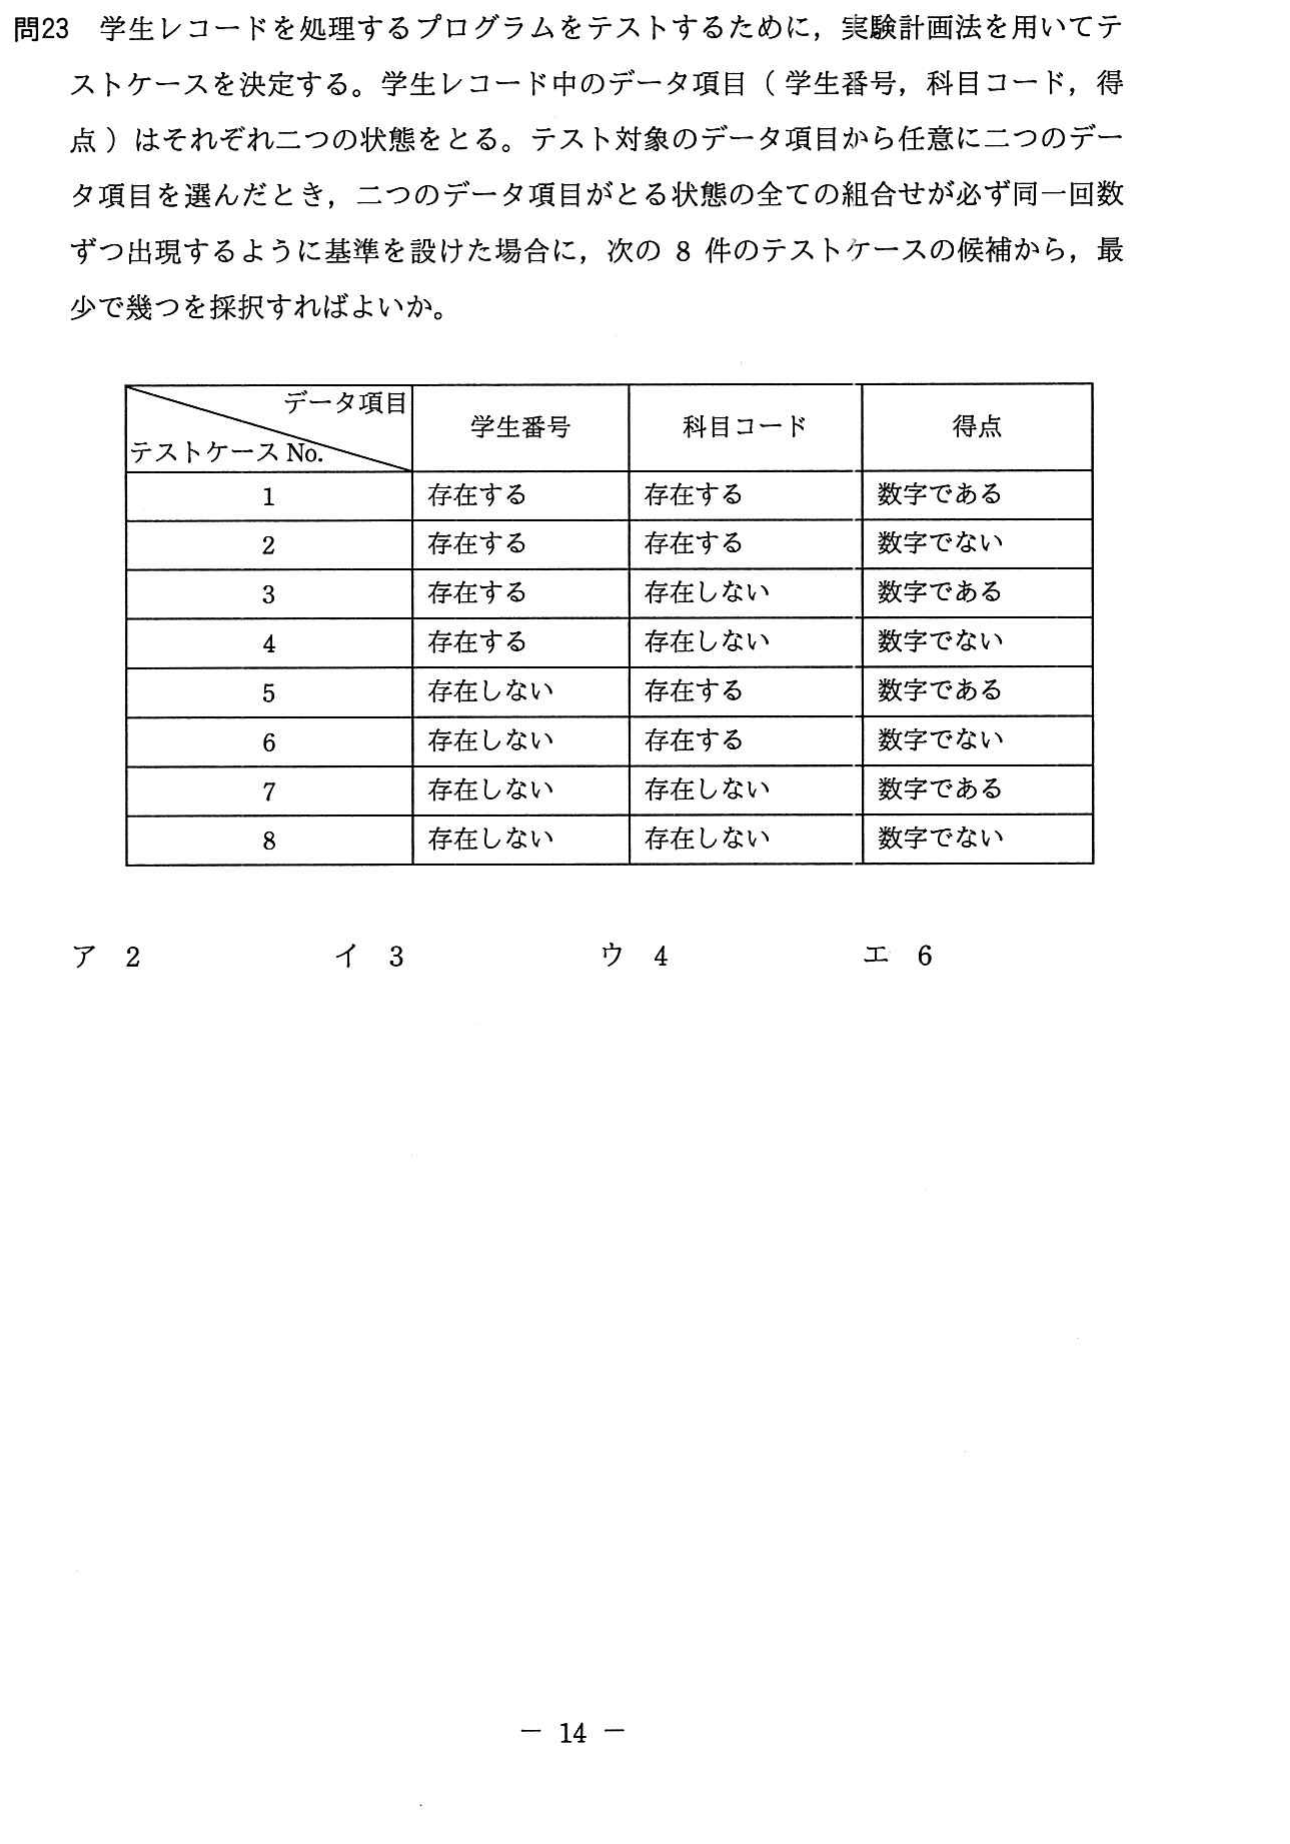 問23　学生レコードを処理するプログラムをテストするために，実験計画法を用いてテ
ストケースを決定する。学生レコード中のデータ項目（学生番号，科目コード，得
点）はそれぞれ二つの状態をとる。テスト対象のデータ項目から任意に二つのデー
タ項目を選んだとき，二つのデータ項目がとる状態の全ての組合せが必ず同一回数
ずつ出現するように基準を設けた場合に，次の 8 件のテストケースの候補から，最
少で幾つを採択すればよいか。
データ項目
テストケース No.　学生番号　科目コード　得点
1　存在する　存在する　数字である
2　存在する　存在する　数字でない
3　存在する　存在しない　数字である
4　存在する　存在しない　数字でない
5　存在しない　存在する　数字である
6　存在しない　存在する　数字でない
7　存在しない　存在しない　数字である
8　存在しない　存在しない　数字でない
ア　2　イ　3　ウ　4　エ　6
－ 14 －